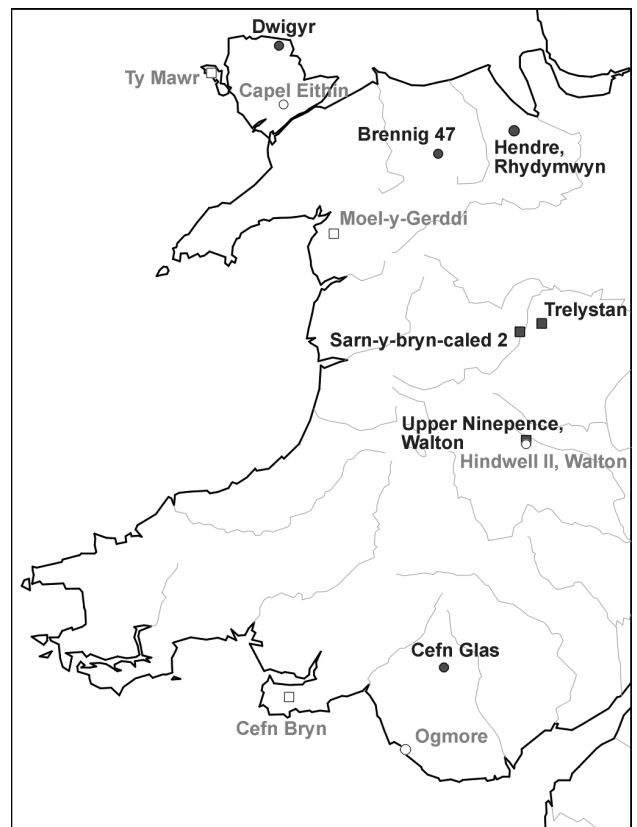 Dwigyr
Ty Mawr
Capel Eithin
Brennig 47
Hendre,
Rhydymwyn
Moel-y-Gerddi
Trelystan
Sarn-y-bryn-caled 2
Upper Ninepence,
Walton
Hindwell II, Walton
Cefn Glas
Cefn Bryn
Ogmore